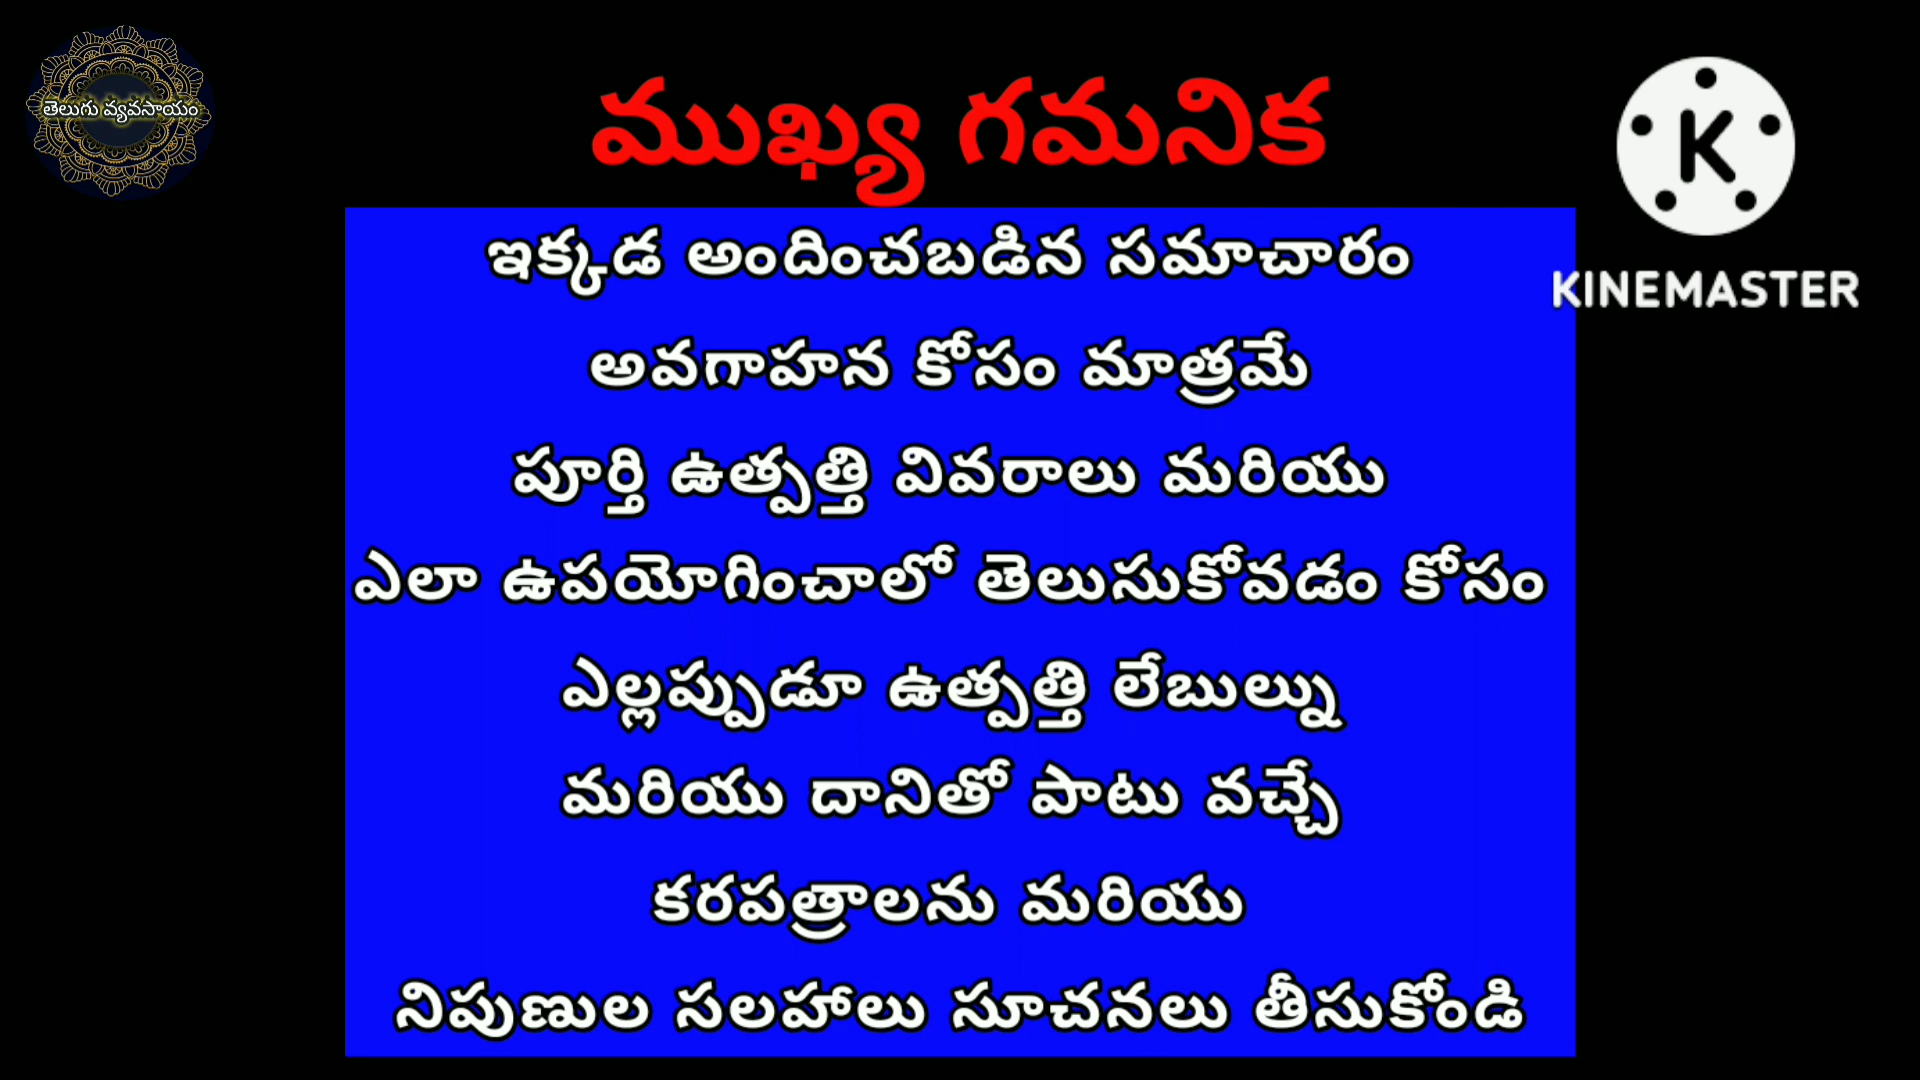 తెలుగు వ్యవసాయం
ముఖ్య గమనిక
K
KINEMASTER
ఇక్కడ అందించబడిన సమాచారం
అవగాహన కోసం మాత్రమే
పూర్తి ఉత్పత్తి వివరాలు మరియు
ఎలా ఉపయోగించాలో తెలుసుకోవడం కోసం
ఎల్లప్పుడూ ఉత్పత్తి లేబుల్ను
మరియు దానితో పాటు వచ్చే
కరపత్రాలను మరియు
నిపుణుల సలహాలు సూచనలు తీసుకోండి